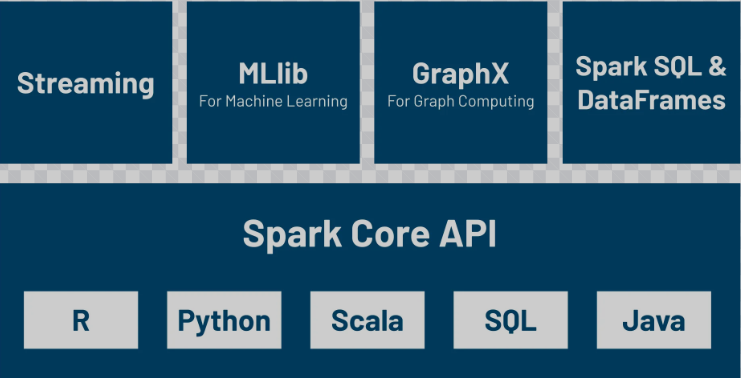 Streaming
MLlib
For Machine Learning
GraphX
For Graph Computing
Spark SQL &
DataFrames
Spark Core API
R
Python
Scala
SQL
Java